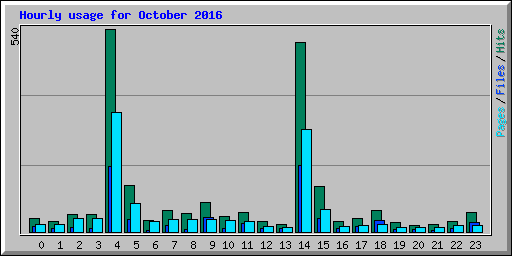 Hourly usage for October 2016
540
Pages/Files/Hits
0 1 2 3 4 5 6 7 8 9 10 11 12 13 14 15 16 17 18 19 20 21 22 23